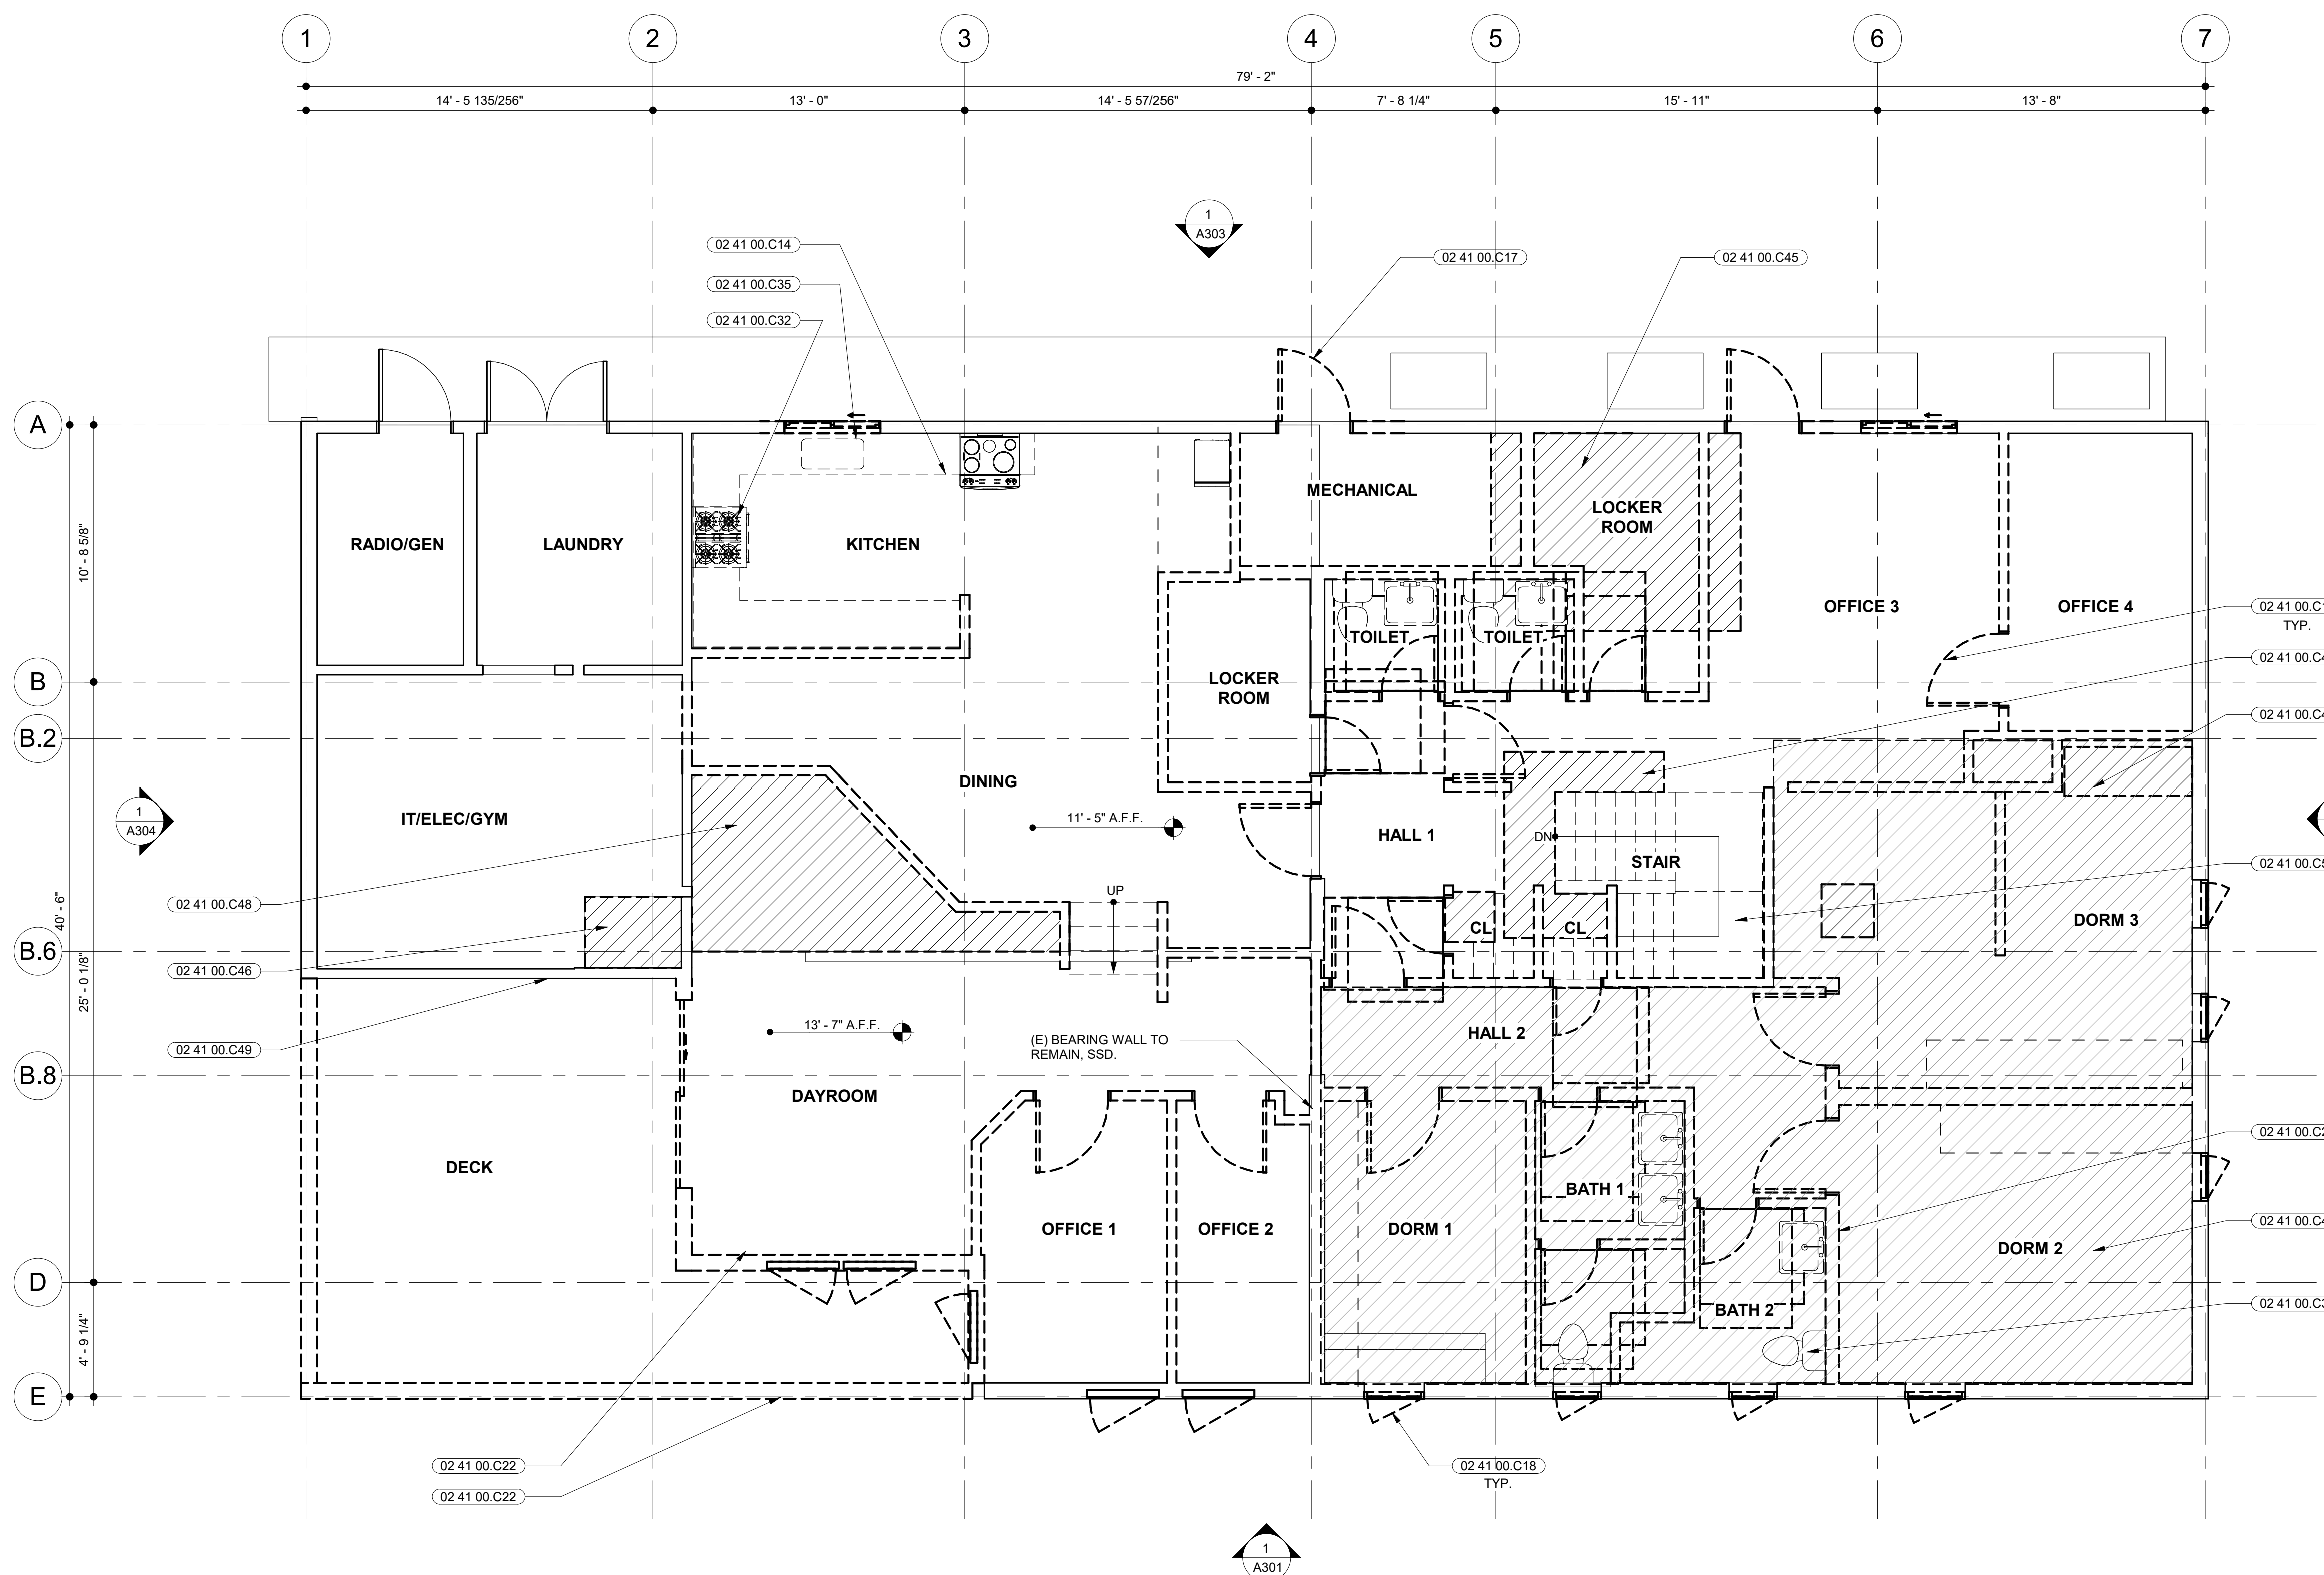 1
2
3
4
5
6
7
79' - 2"
14' - 5 135/256"
13' - 0"
14' - 5 57/256"
7' - 8 1/4"
15' - 11"
13' - 8"
1
A303
02 41 00.C14
02 41 00.C35
02 41 00.C32
02 41 00.C17
02 41 00.C45
A
B
B.2
B.6
B.8
D
E
10' - 8 5/8"
40' - 6"
25' - 0 1/8"
4' - 9 1/4"
RADIO/GEN
LAUNDRY
KITCHEN
MECHANICAL
LOCKER
ROOM
OFFICE 3
OFFICE 4
TOILET
TOILET
LOCKER
ROOM
TYP.
1
A304
IT/ELEC/GYM
DINING
11' - 5" A.F.F.
HALL 1
DN
STAIR
UP
CL
CL
DORM 3
02 41 00.C48
02 41 00.C46
02 41 00.C49
13' - 7" A.F.F.
(E) BEARING WALL TO
REMAIN, SSD.
HALL 2
DAYROOM
DECK
OFFICE 1
OFFICE 2
DORM 1
BATH 1
BATH 2
DORM 2
02 41 00.C22
02 41 00.C22
02 41 00.C18
TYP.
1
A301